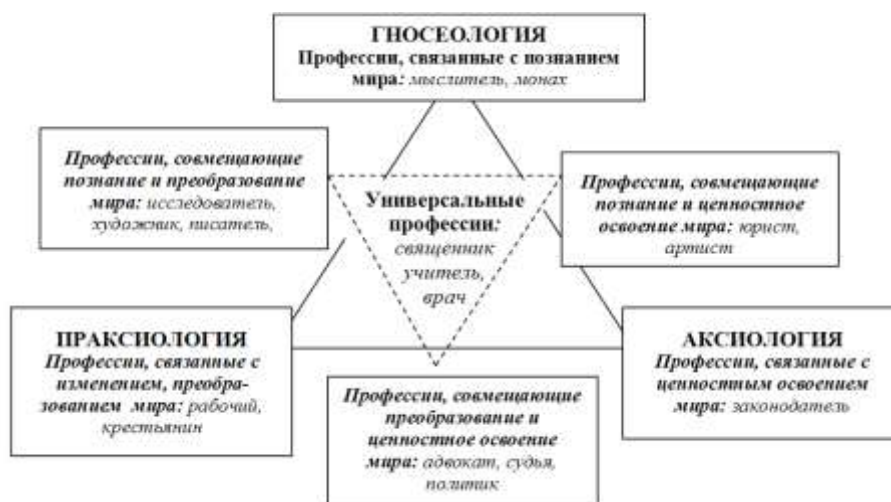 ГНОСЕОЛОГИЯ
Профессии, связанные с познанием
мира: мыслитель, монах
Профессии, совмещающие
познание и преобразование
мира: исследователь,
художник, писатель,
Универсальные
профессии:
священник
учитель,
врач
Профессии, совмещающие
познание и ценностное
освоение мира: юрист,
артист
ПРАКСИОЛОГИЯ
Профессии, связанные с
изменением, преобра-
зованием мира: рабочий,
крестьянин
Профессии, совмещающие
преобразование и
ценностное освоение
мира: адвокат, судья,
политик
АКСИОЛОГИЯ
Профессии, связанные с
ценностным освоением
мира: законодатель